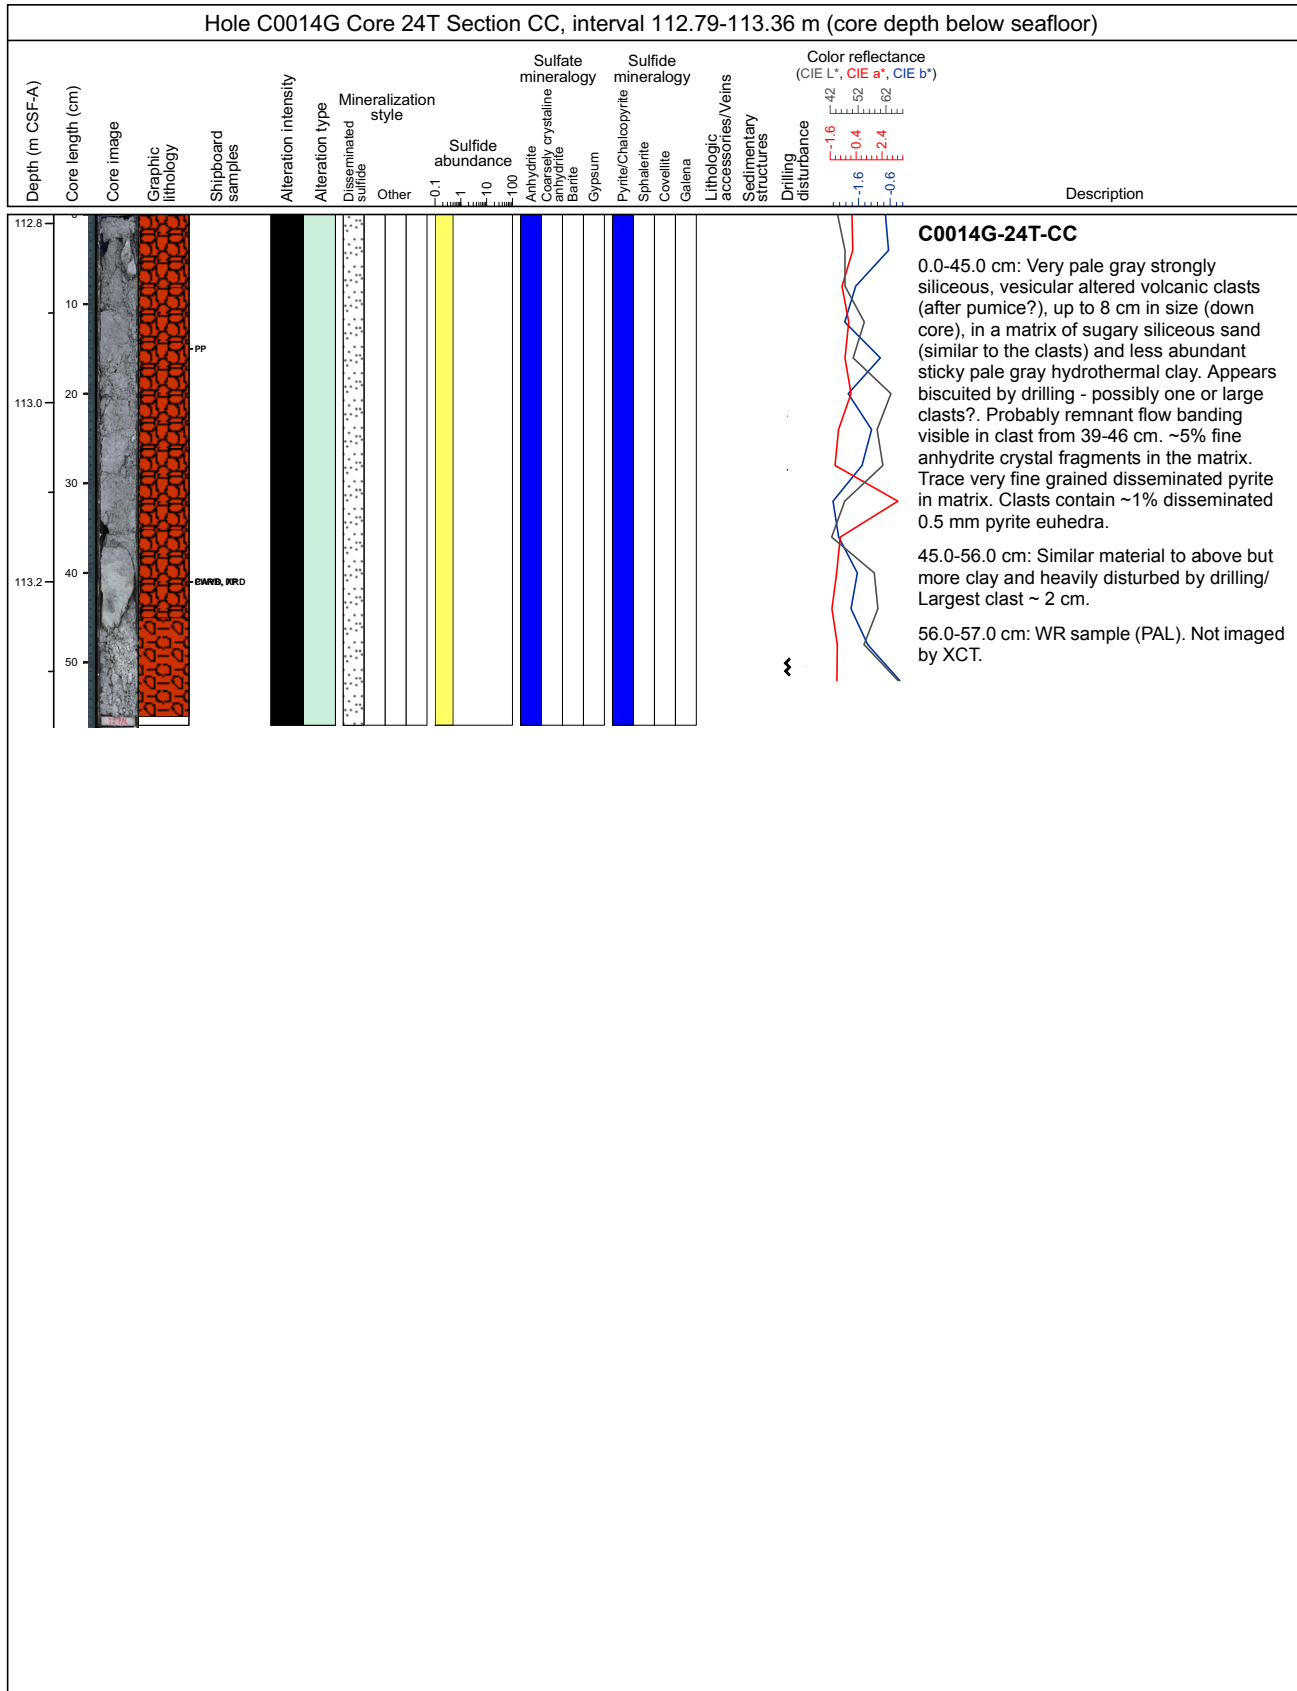 Hole C0014G Core 24T Section CC, interval 112.79-113.36 m (core depth below seafloor)
Depth (m CSF-A)
Core length (cm)
Core image
Graphic
lithology
Shipboard
samples
Alteration intensity
Alteration type
Mineralization
style
Disseminated
sulfide
Other
Sulfide
abundance
0.1
1
10
100
Sulfate
mineralogy
Anhydrite
Coarsely crystaline
anhydrite
Barite
Gypsum
Sulfide
mineralogy
Pyrite/Chalcopyrite
Sphalerite
Covellite
Galena
Lithologic
accessories/Veins
Sedimentary
structures
Drilling
disturbance
Color reflectance
(CIE L*, CIE a*, CIE b*)
42 52 62
-1.6 0.4 2.4
-1.6 -0.6
Description
112.8
113.0
113.2
0
10
20
30
40
50
PP
C0014G-24T-CC
0.0-45.0 cm: Very pale gray strongly
siliceous, vesicular altered volcanic clasts
(after pumice?), up to 8 cm in size (down
core), in a matrix of sugary siliceous sand
(similar to the clasts) and less abundant
sticky pale gray hydrothermal clay. Appears
biscuited by drilling - possibly one or large
clasts?. Probably remnant flow banding
visible in clast from 39-46 cm. ~5% fine
anhydrite crystal fragments in the matrix.
Trace very fine grained disseminated pyrite
in matrix. Clasts contain ~1% disseminated
0.5 mm pyrite euhedra.
45.0-56.0 cm: Similar material to above but
more clay and heavily disturbed by drilling/
Largest clast ~ 2 cm.
56.0-57.0 cm: WR sample (PAL). Not imaged
by XCT.